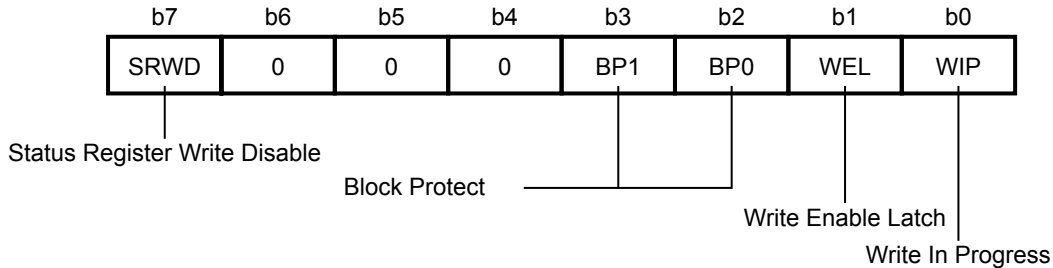 b7 b6 b5 b4 b3 b2 b1 b0
SRWD 0 0 0 BP1 BP0 WEL WIP
Status Register Write Disable
Block Protect
Write Enable Latch
Write In Progress